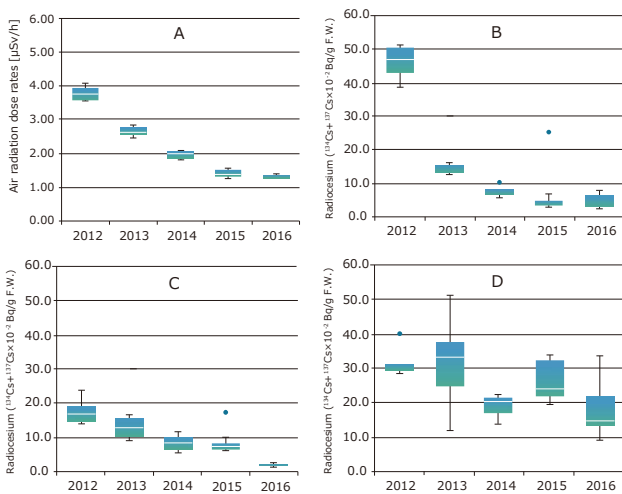 A
Air radiation dose rates [μSv/h]
6.00
5.00
4.00
3.00
2.00
1.00
0.00
2012 2013 2014 2015 2016
B
Radiocesium (¹³⁴Cs+¹³⁷Cs×10⁻² Bq/g F.W.)
60.0
50.0
40.0
30.0
20.0
10.0
0.0
2012 2013 2014 2015 2016
C
Radiocesium (¹³⁴Cs+¹³⁷Cs×10⁻² Bq/g F.W.)
60.0
50.0
40.0
30.0
20.0
10.0
0.0
2012 2013 2014 2015 2016
D
Radiocesium (¹³⁴Cs+¹³⁷Cs×10⁻² Bq/g F.W.)
60.0
50.0
40.0
30.0
20.0
10.0
0.0
2012 2013 2014 2015 2016